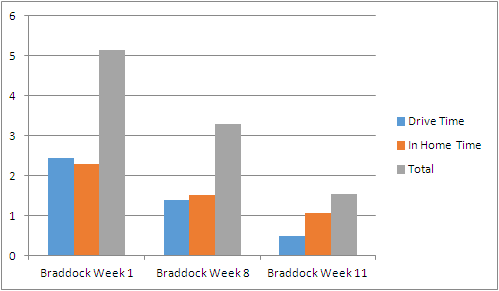 6
5
4
3
2
1
0
Drive Time
In Home Time
Total
Braddock Week 1
Braddock Week 8
Braddock Week 11